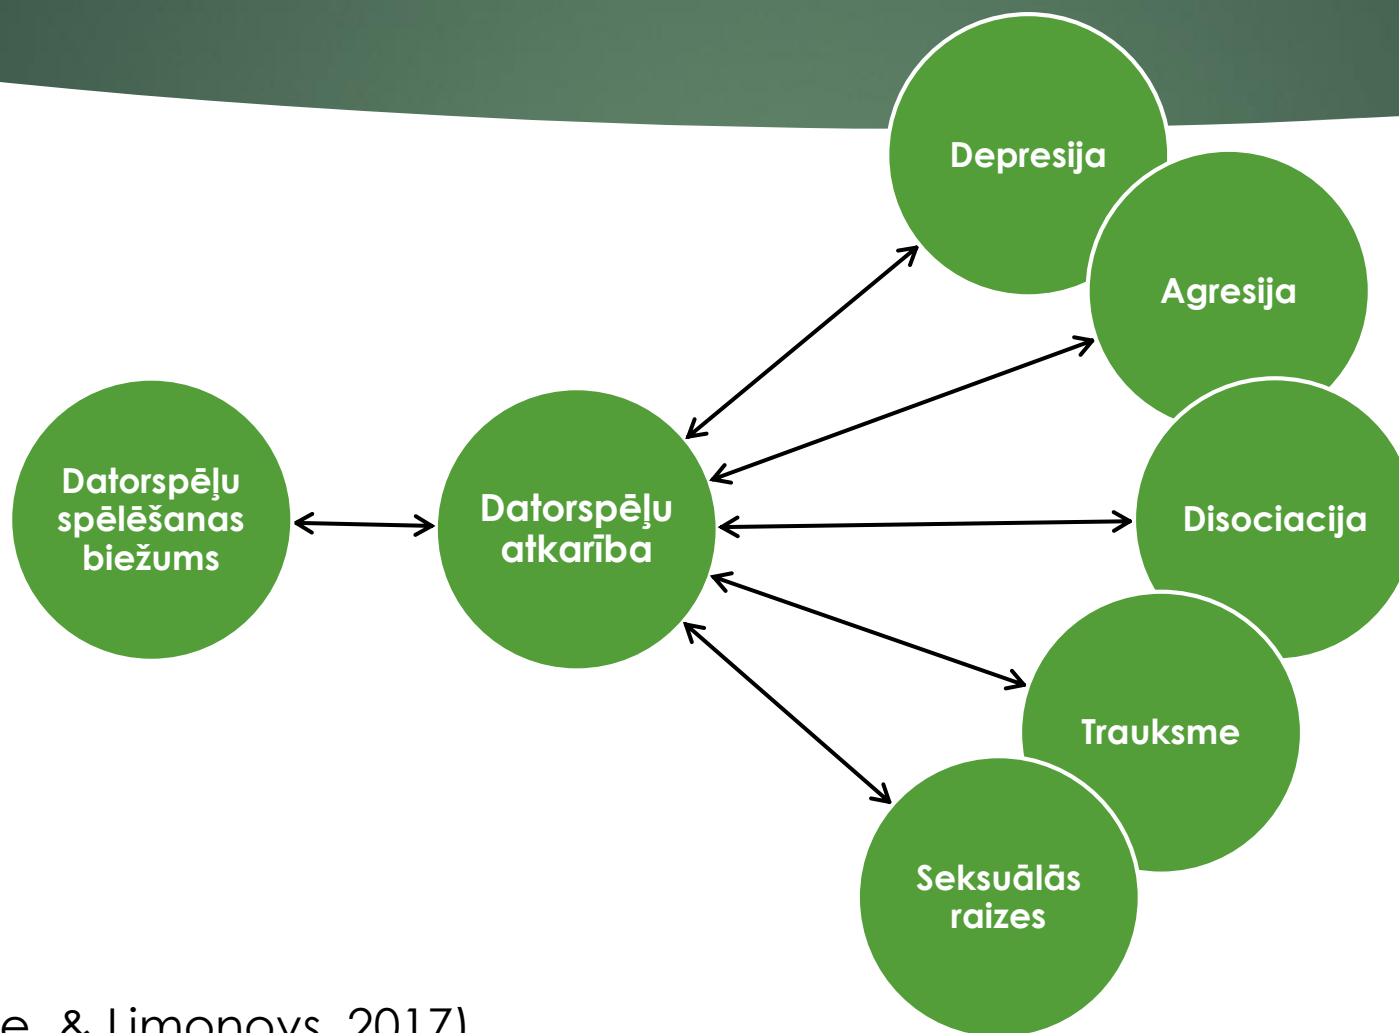 Depresija
Agresija
Datorspēļu
spēlēšanas
biežums
Datorspēļu
atkarība
Disociacija
Trauksme
Seksuālās
raizes
e, & Limonovs, 2017)